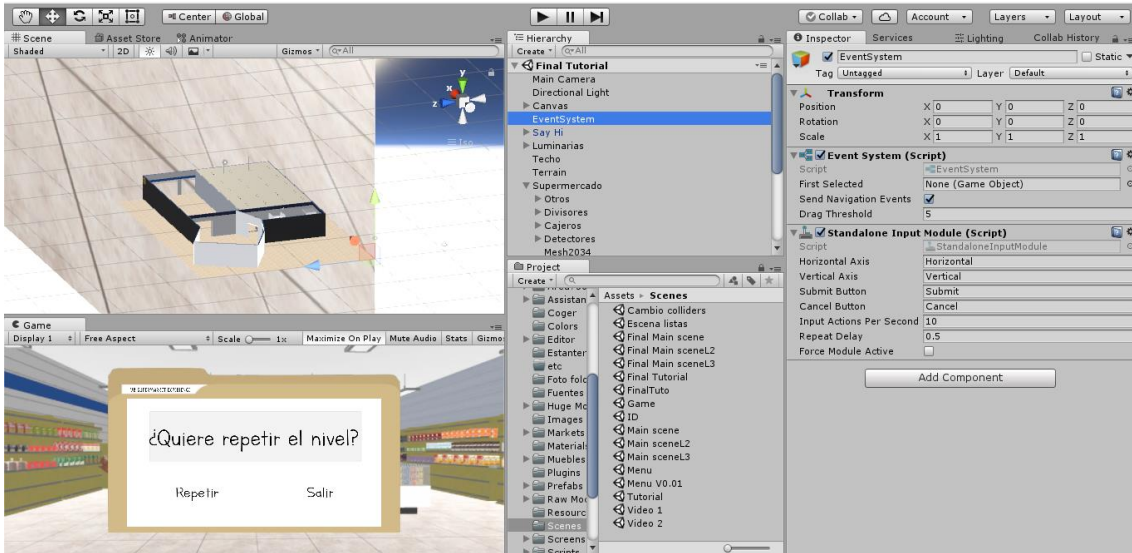 Center
Global
Collab
Account
Layers
Layout
Scene
Asset Store
Animator
Shaded
2D
Gizmos
All
y
x
z
Iso
Game
Display 1
Free Aspect
Scale
1x
Maximize On Play
Mute Audio
Stats
Gizmos
¿Quiere repetir el nivel?
Repetir
Salir
Hierarchy
Create
All
Final Tutorial
Main Camera
Directional Light
Canvas
EventSystem
Say Hi
Luminarias
Techo
Terrain
Supermercado
Otros
Divisores
Cajeros
Detectores
Mesh2034
Project
Create
Assistan
Coger
Colors
Editor
Estanter
etc
Foto fold
Fuentes
Huge Mo
Images
Markets
Materials
Muebles
Plugins
Prefabs
Raw Mod
Resourc
Scenes
Screens
Scripts
Assets ▸ Scenes
Cambio colliders
Escena listas
Final Main scene
Final Main sceneL2
Final Main sceneL3
Final Tutorial
FinalTuto
Game
ID
Main scene
Main sceneL2
Main sceneL3
Menu
Menu V0.01
Tutorial
Video 1
Video 2
Inspector
Services
Lighting
Collab History
EventSystem
Static
Tag Untagged
Layer Default
Transform
Position X 0 Y 0 Z 0
Rotation X 0 Y 0 Z 0
Scale X 1 Y 1 Z 1
Event System (Script)
Script EventSystem
First Selected None (Game Object)
Send Navigation Events
Drag Threshold 5
Standalone Input Module (Script)
Script StandaloneInputModule
Horizontal Axis Horizontal
Vertical Axis Vertical
Submit Button Submit
Cancel Button Cancel
Input Actions Per Second 10
Repeat Delay 0.5
Force Module Active
Add Component